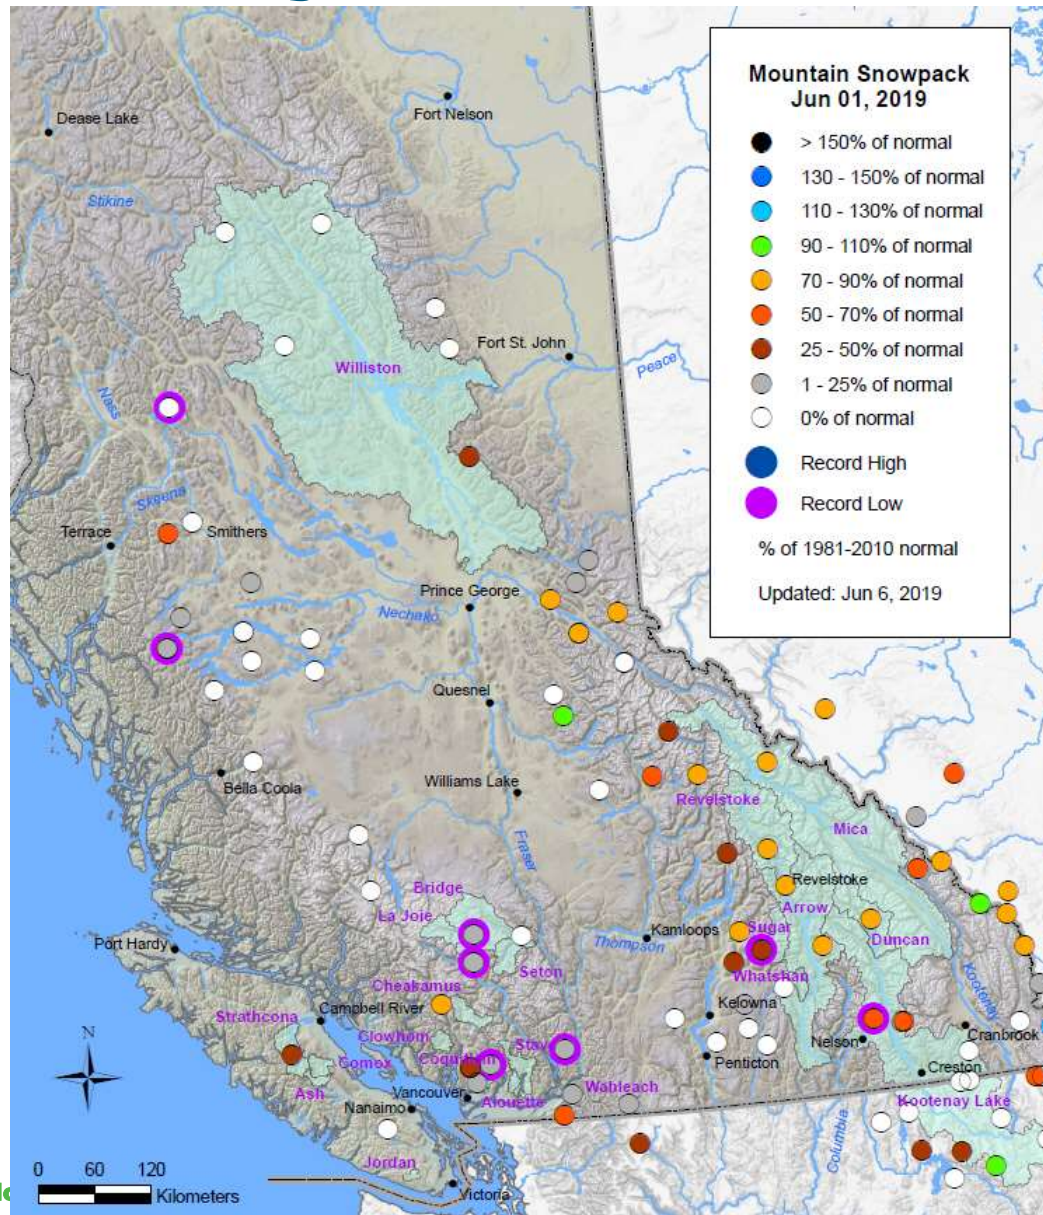 Mountain Snowpack
Jun 01, 2019
> 150% of normal
130 - 150% of normal
110 - 130% of normal
90 - 110% of normal
70 - 90% of normal
50 - 70% of normal
25 - 50% of normal
1 - 25% of normal
0% of normal
Record High
Record Low
% of 1981-2010 normal
Updated: Jun 6, 2019
Dease Lake
Fort Nelson
Stikine
Fort St. John
Peace
Williston
Nass
Skeena
Terrace
Smithers
Prince George
Nechako
Quesnel
Bella Coola
Williams Lake
Revelstoke
Mica
Fraser
Bridge
Revelstoke
La Joie
Arrow
Port Hardy
Thompson
Kamloops
Sugar
Duncan
Seton
Whatshan
Cheakamus
Kootenay
Campbell River
Kelowna
Strathcona
Clowhom
Cranbrook
Nelson
Comox
Coquitlam
Stav
Penticton
Creston
N
Ash
Vancouver
Wahleach
Nanaimo
Alouette
Kootenay Lake
Columbia
Jordan
0 60 120
Kilometers
Victoria